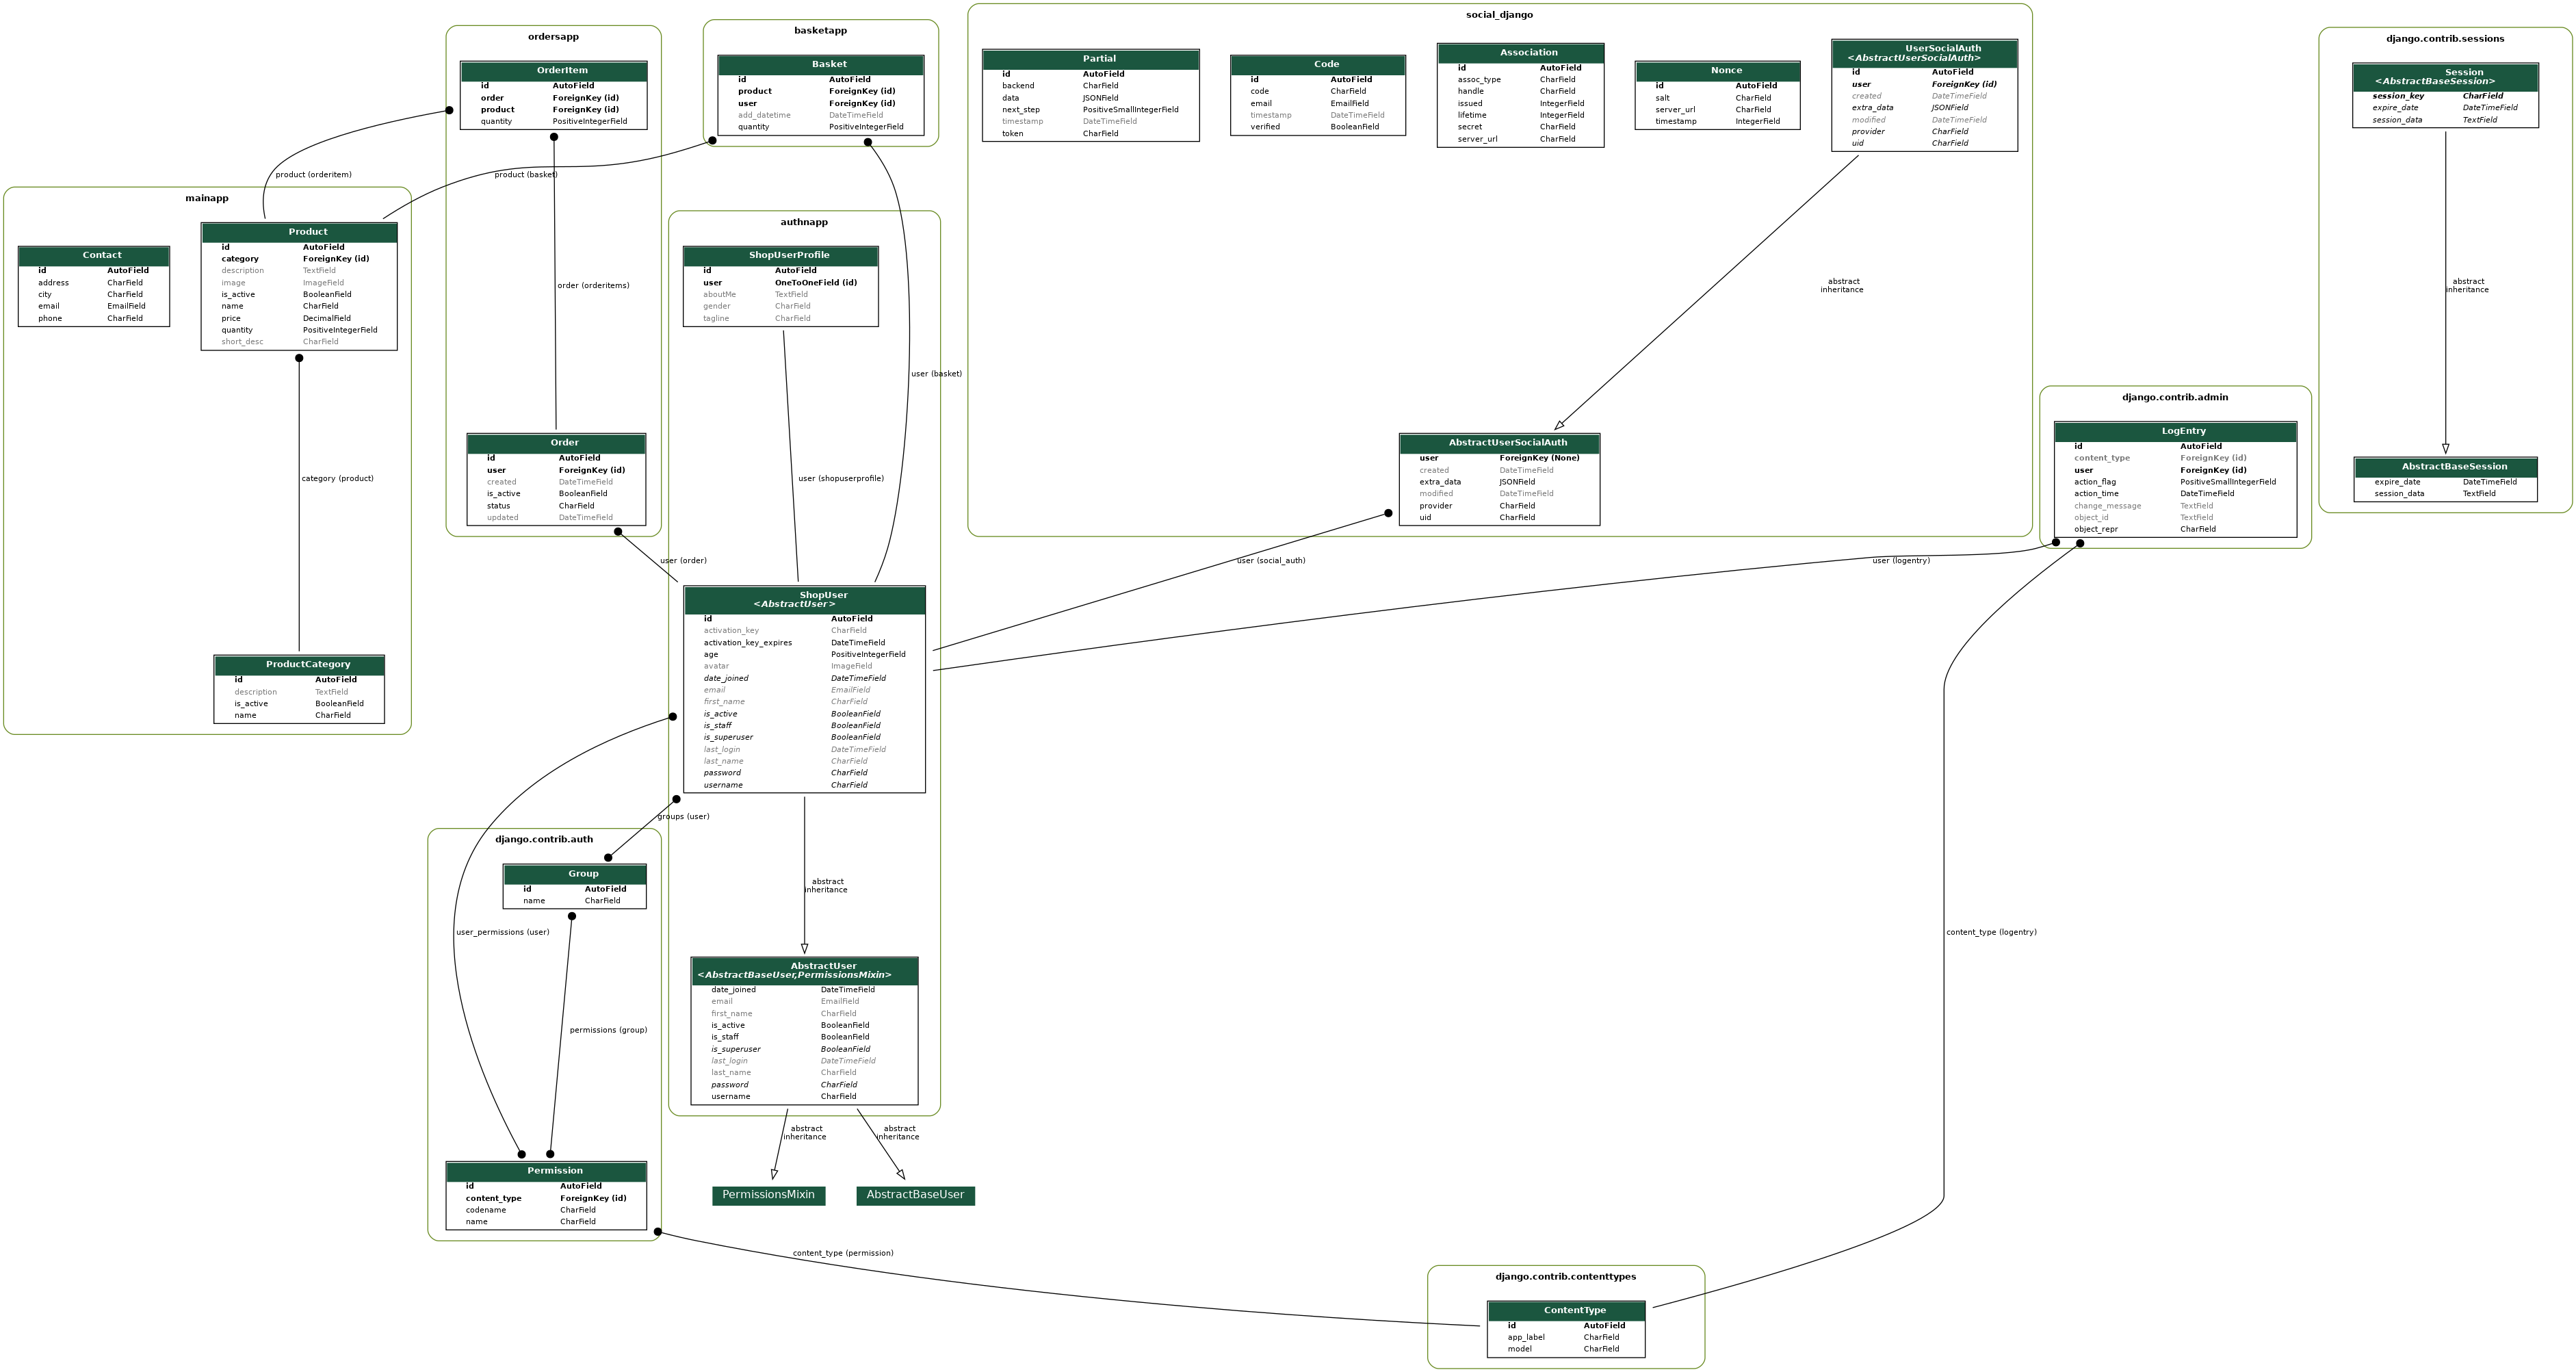 ordersapp
OrderItem
id AutoField
order ForeignKey (id)
product ForeignKey (id)
quantity PositiveIntegerField
order (orderitems)
Order
id AutoField
user ForeignKey (id)
created DateTimeField
is_active BooleanField
status CharField
updated DateTimeField
basketapp
Basket
id AutoField
product ForeignKey (id)
user ForeignKey (id)
add_datetime DateTimeField
quantity PositiveIntegerField
product (orderitem)
product (basket)
user (basket)
user (order)
mainapp
Contact
id AutoField
address CharField
city CharField
email EmailField
phone CharField
Product
id AutoField
category ForeignKey (id)
description TextField
image ImageField
is_active BooleanField
name CharField
price DecimalField
quantity PositiveIntegerField
short_desc CharField
category (product)
ProductCategory
id AutoField
description TextField
is_active BooleanField
name CharField
authnapp
ShopUserProfile
id AutoField
user OneToOneField (id)
aboutMe TextField
gender CharField
tagline CharField
user (shopuserprofile)
ShopUser
<AbstractUser>
id AutoField
activation_key CharField
activation_key_expires DateTimeField
age PositiveIntegerField
avatar ImageField
date_joined DateTimeField
email EmailField
first_name CharField
is_active BooleanField
is_staff BooleanField
is_superuser BooleanField
last_login DateTimeField
last_name CharField
password CharField
username CharField
abstract
inheritance
AbstractUser
<AbstractBaseUser,PermissionsMixin>
date_joined DateTimeField
email EmailField
first_name CharField
is_active BooleanField
is_staff BooleanField
is_superuser BooleanField
last_login DateTimeField
last_name CharField
password CharField
username CharField
abstract
inheritance
abstract
inheritance
PermissionsMixin
AbstractBaseUser
groups (user)
user_permissions (user)
django.contrib.auth
Group
id AutoField
name CharField
permissions (group)
Permission
id AutoField
content_type ForeignKey (id)
codename CharField
name CharField
content_type (permission)
social_django
Partial
id AutoField
backend CharField
data JSONField
next_step PositiveSmallIntegerField
timestamp DateTimeField
token CharField
Code
id AutoField
code CharField
email EmailField
timestamp DateTimeField
verified BooleanField
Association
id AutoField
assoc_type CharField
handle CharField
issued IntegerField
lifetime IntegerField
secret CharField
server_url CharField
Nonce
id AutoField
salt CharField
server_url CharField
timestamp IntegerField
UserSocialAuth
<AbstractUserSocialAuth>
id AutoField
user ForeignKey (id)
created DateTimeField
extra_data JSONField
modified DateTimeField
provider CharField
uid CharField
abstract
inheritance
AbstractUserSocialAuth
user ForeignKey (None)
created DateTimeField
extra_data JSONField
modified DateTimeField
provider CharField
uid CharField
user (social_auth)
django.contrib.admin
LogEntry
id AutoField
content_type ForeignKey (id)
user ForeignKey (id)
action_flag PositiveSmallIntegerField
action_time DateTimeField
change_message TextField
object_id TextField
object_repr CharField
user (logentry)
content_type (logentry)
django.contrib.sessions
Session
<AbstractBaseSession>
session_key CharField
expire_date DateTimeField
session_data TextField
abstract
inheritance
AbstractBaseSession
expire_date DateTimeField
session_data TextField
django.contrib.contenttypes
ContentType
id AutoField
app_label CharField
model CharField